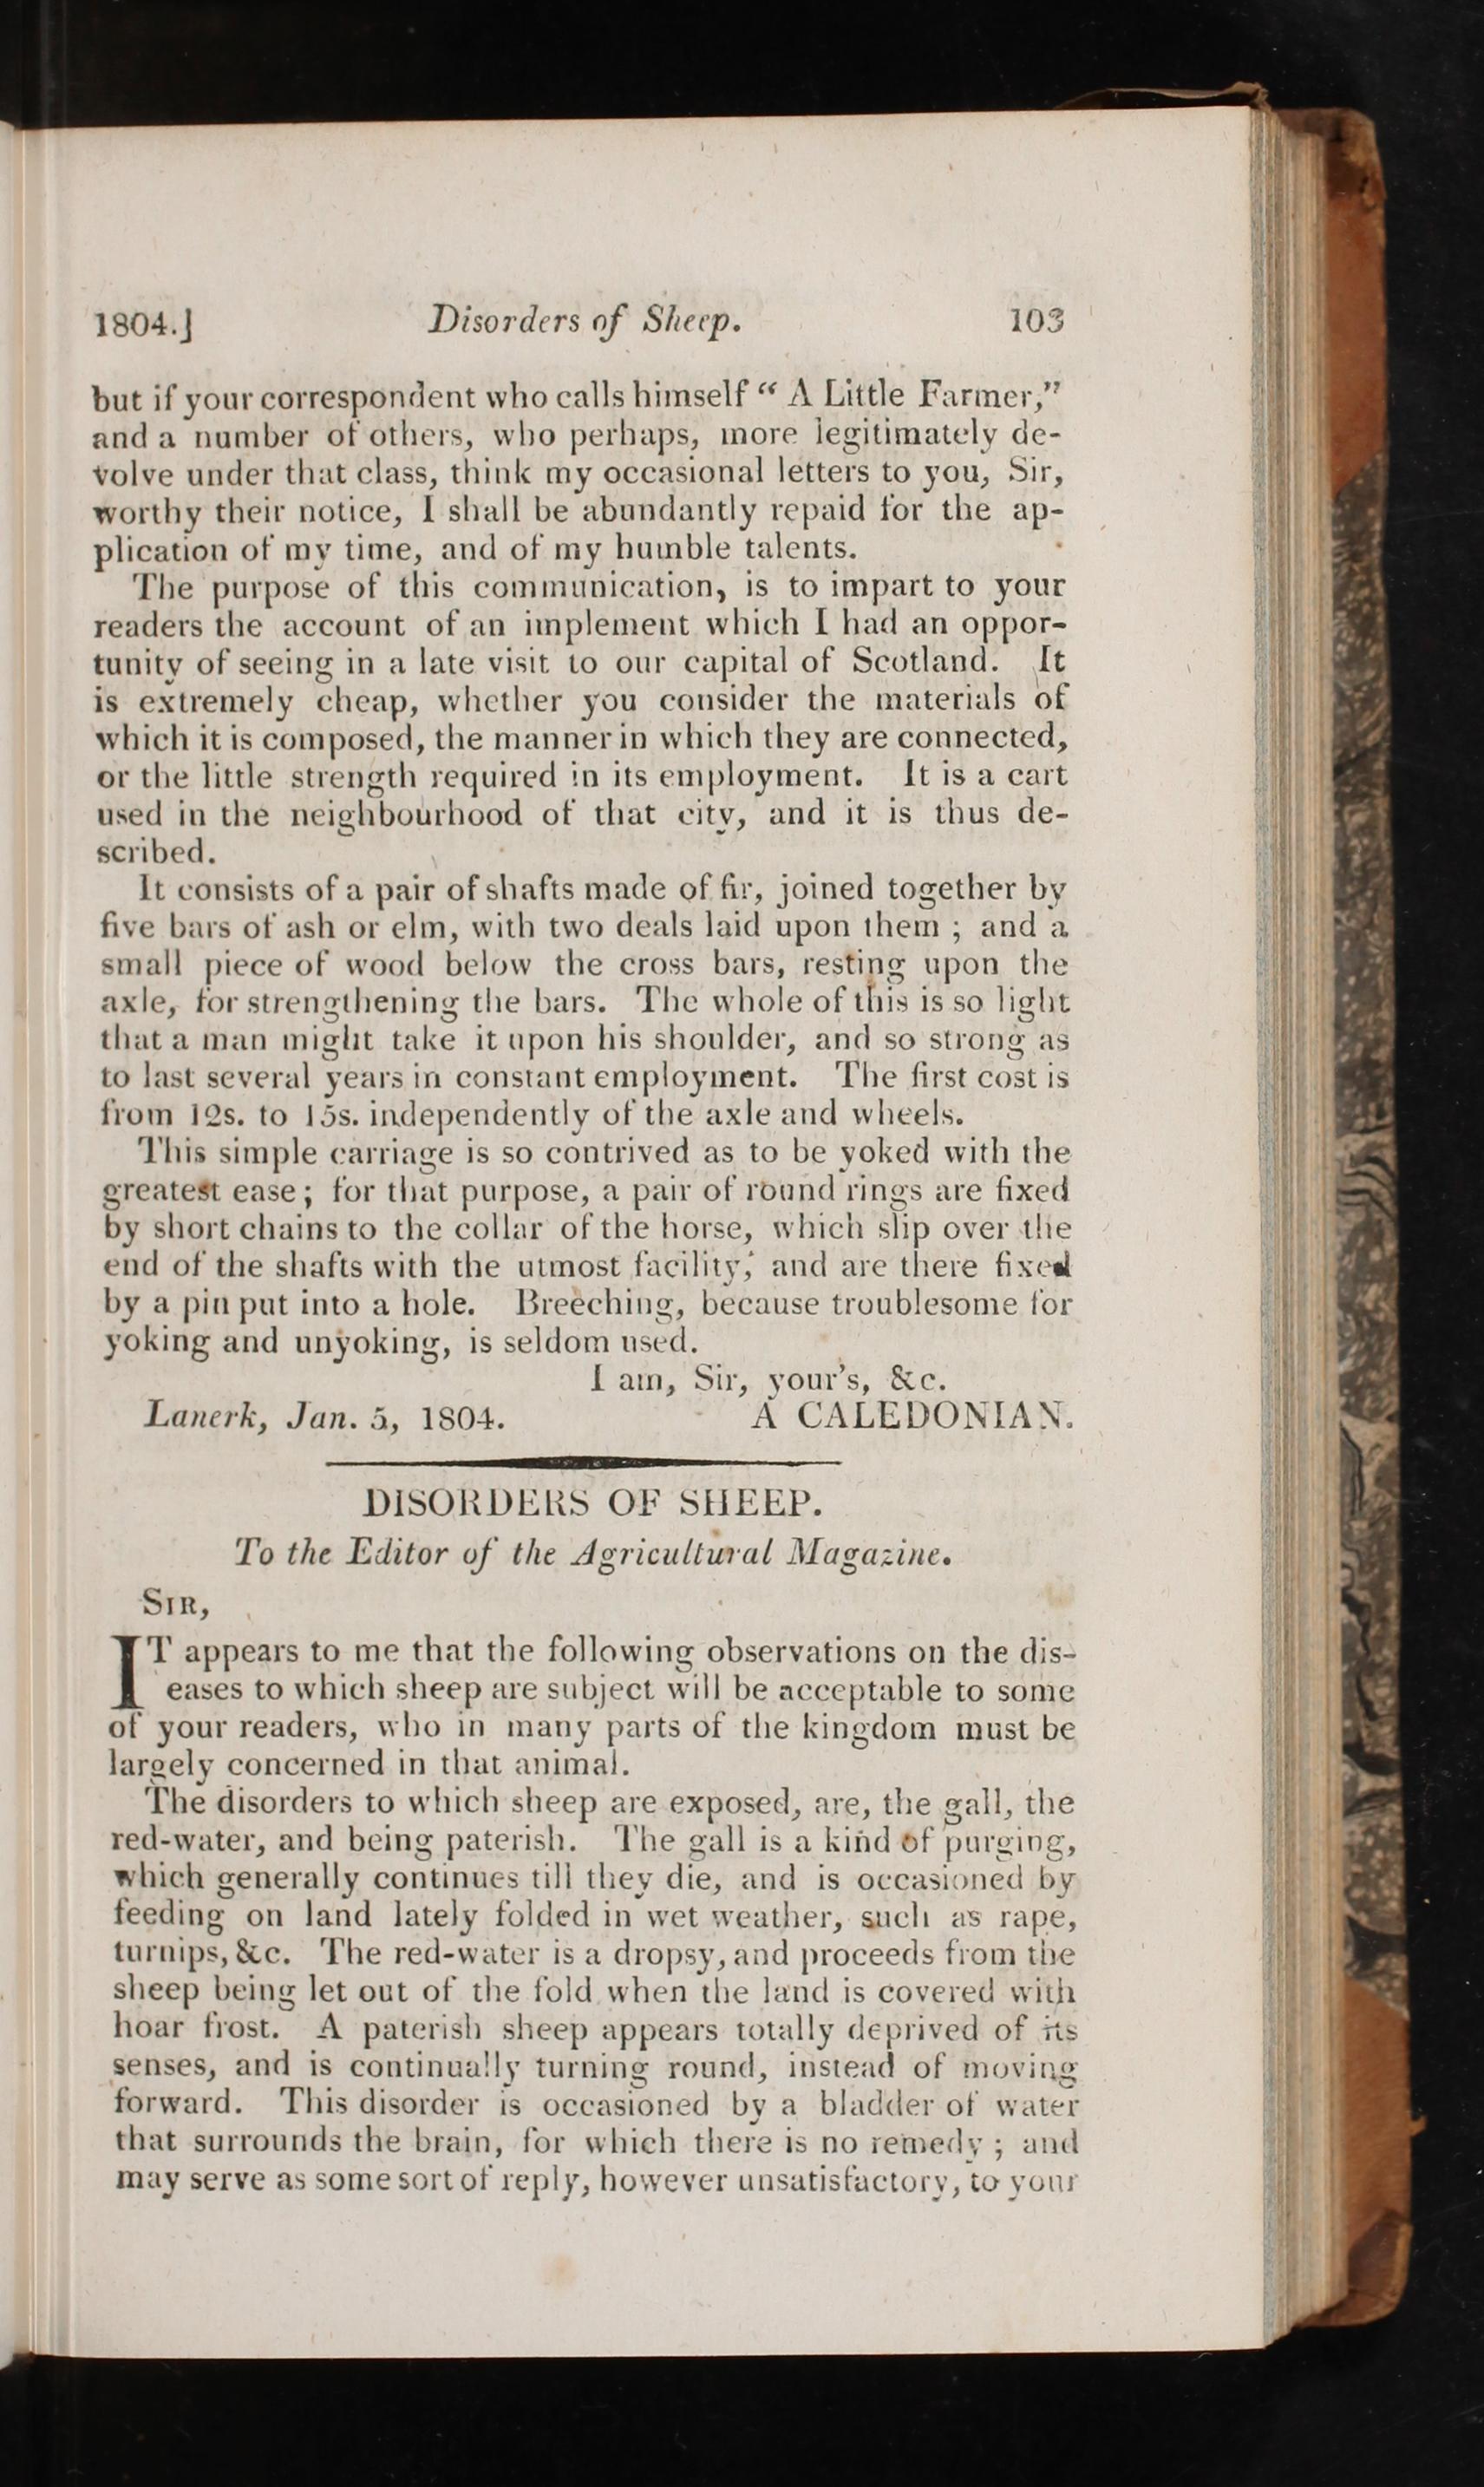 1804.] Disorders of Sheep. 103
but if your correspondent who calls himself “ A Little Farmer,”
and a number of others, who perhaps, more legitimately de-
volve under that class, think my occasional letters to you, Sir,
worthy their notice, I shall be abundantly repaid for the ap-
plication of my time, and of my humble talents.
The purpose of this communication, is to impart to your
readers the account of an implement which I had an oppor-
tunity of seeing in a late visit to our capital of Scotland. It
is extremely cheap, whether you consider the materials of
which it is composed, the manner in which they are connected,
or the little strength required in its employment. It is a cart
used in the neighbourhood of that city, and it is thus de-
scribed.
It consists of a pair of shafts made of fir, joined together by
five bars of ash or elm, with two deals laid upon them ; and a
small piece of wood below the cross bars, resting upon the
axle, for strengthening the bars. The whole of this is so light
that a man might take it upon his shoulder, and so strong as
to last several years in constant employment. The first cost is
from 12s. to 15s. independently of the axle and wheels.
This simple carriage is so contrived as to be yoked with the
greatest ease ; for that purpose, a pair of round rings are fixed
by short chains to the collar of the horse, which slip over the
end of the shafts with the utmost facility, and are there fixed
by a pin put into a hole. Breeching, because troublesome for
yoking and unyoking, is seldom used.
I am, Sir, your’s, &c.
Lanerk, Jan. 5, 1804. A CALEDONIAN.
DISORDERS OF SHEEP.
To the Editor of the Agricultural Magazine.
SIR,
IT appears to me that the following observations on the dis-
eases to which sheep are subject will be acceptable to some
of your readers, who in many parts of the kingdom must be
largely concerned in that animal.
The disorders to which sheep are exposed, are, the gall, the
red-water, and being paterish. The gall is a kind of purging,
which generally continues till they die, and is occasioned by
feeding on land lately folded in wet weather, such as rape,
turnips, &c. The red-water is a dropsy, and proceeds from the
sheep being let out of the fold when the land is covered with
hoar frost. A paterish sheep appears totally deprived of its
senses, and is continually turning round, instead of moving
forward. This disorder is occasioned by a bladder of water
that surrounds the brain, for which there is no remedy ; and
may serve as some sort of reply, however unsatisfactory, to your